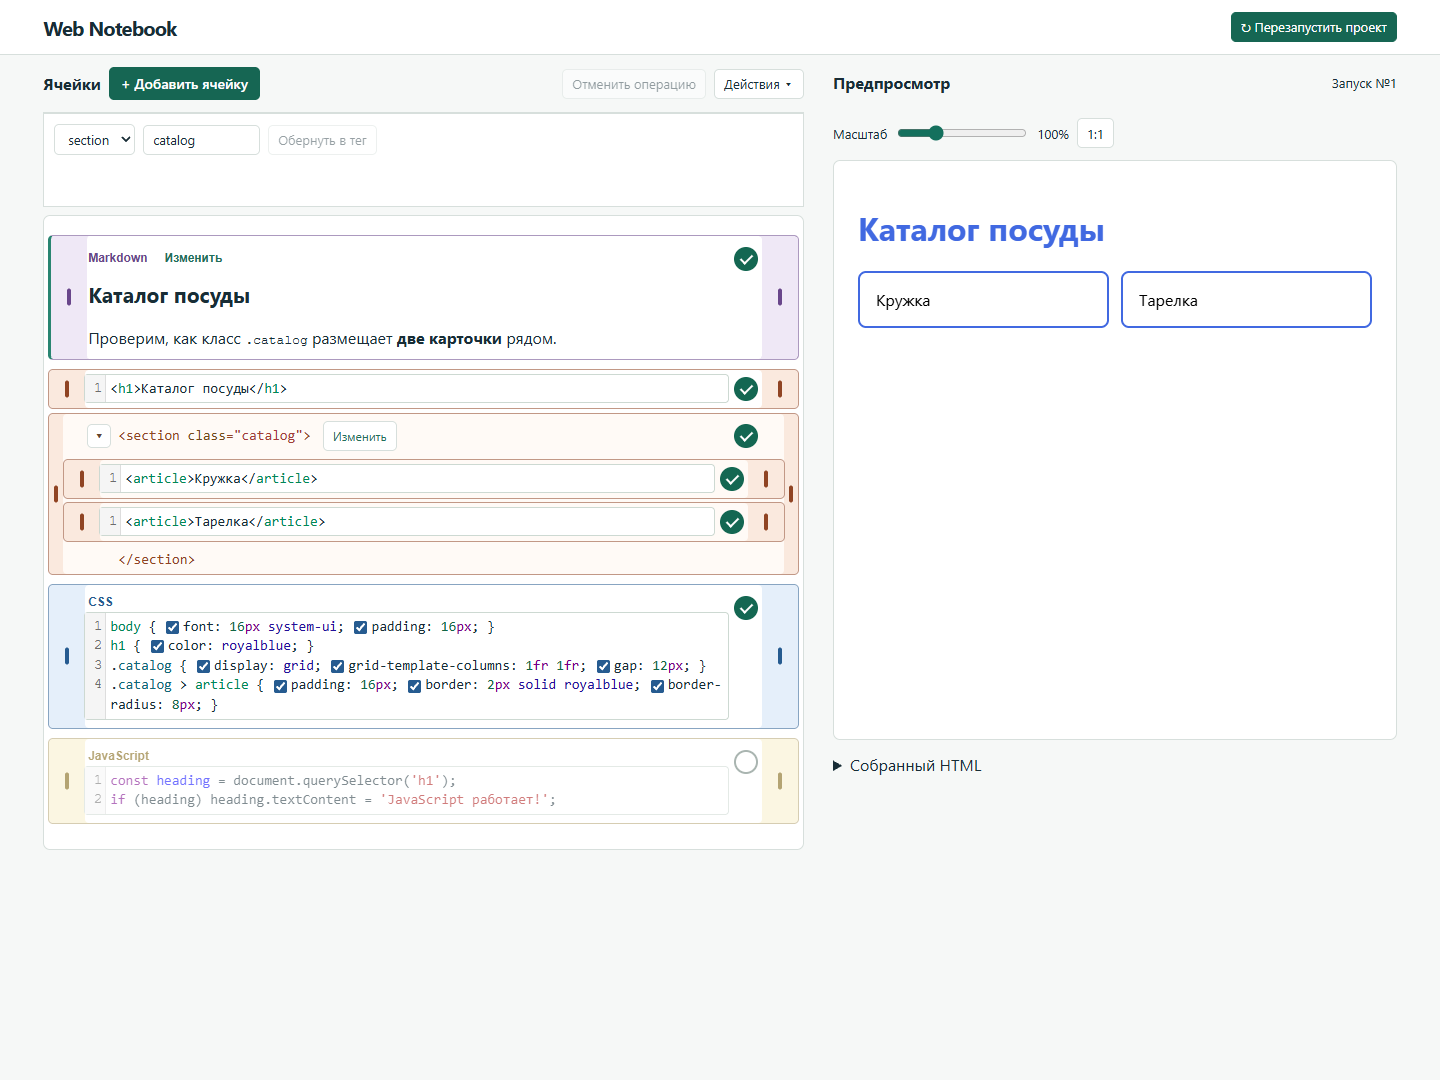 Web Notebook
↻ Перезапустить проект
Ячейки
+ Добавить ячейку
Отменить операцию
Действия
Предпросмотр
Запуск №1
section
catalog
Обернуть в тег
Масштаб
100%
1:1
Markdown Изменить
Каталог посуды
Проверим, как класс .catalog размещает две карточки рядом.
1 <h1>Каталог посуды</h1>
<section class="catalog"> Изменить
1 <article>Кружка</article>
1 <article>Тарелка</article>
</section>
CSS
1 body { font: 16px system-ui; padding: 16px; }
2 h1 { color: royalblue; }
3 .catalog { display: grid; grid-template-columns: 1fr 1fr; gap: 12px; }
4 .catalog > article { padding: 16px; border: 2px solid royalblue; border-
radius: 8px; }
JavaScript
1 const heading = document.querySelector('h1');
2 if (heading) heading.textContent = 'JavaScript работает!';
Каталог посуды
Кружка
Тарелка
Собранный HTML